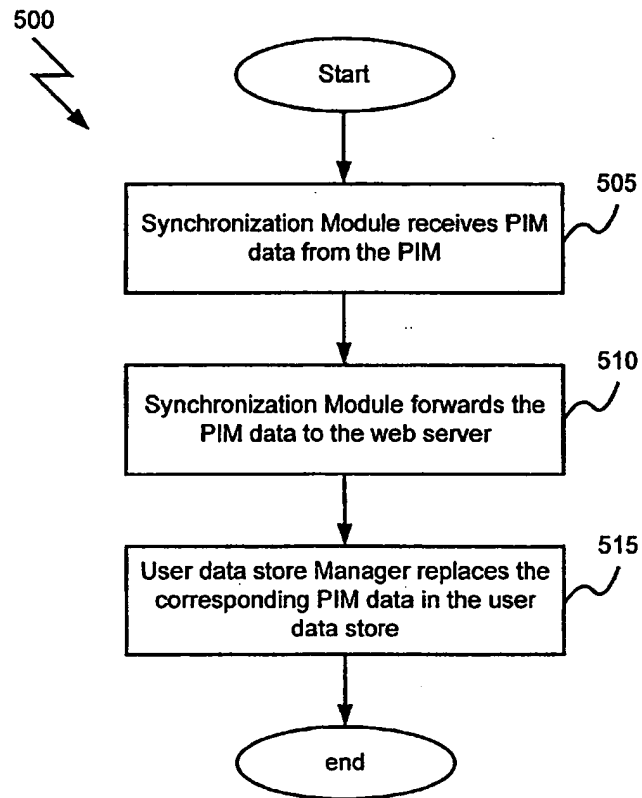 500
Start
505
Synchronization Module receives PIM
data from the PIM
510
Synchronization Module forwards the
PIM data to the web server
515
User data store Manager replaces the
corresponding PIM data in the user
data store
end